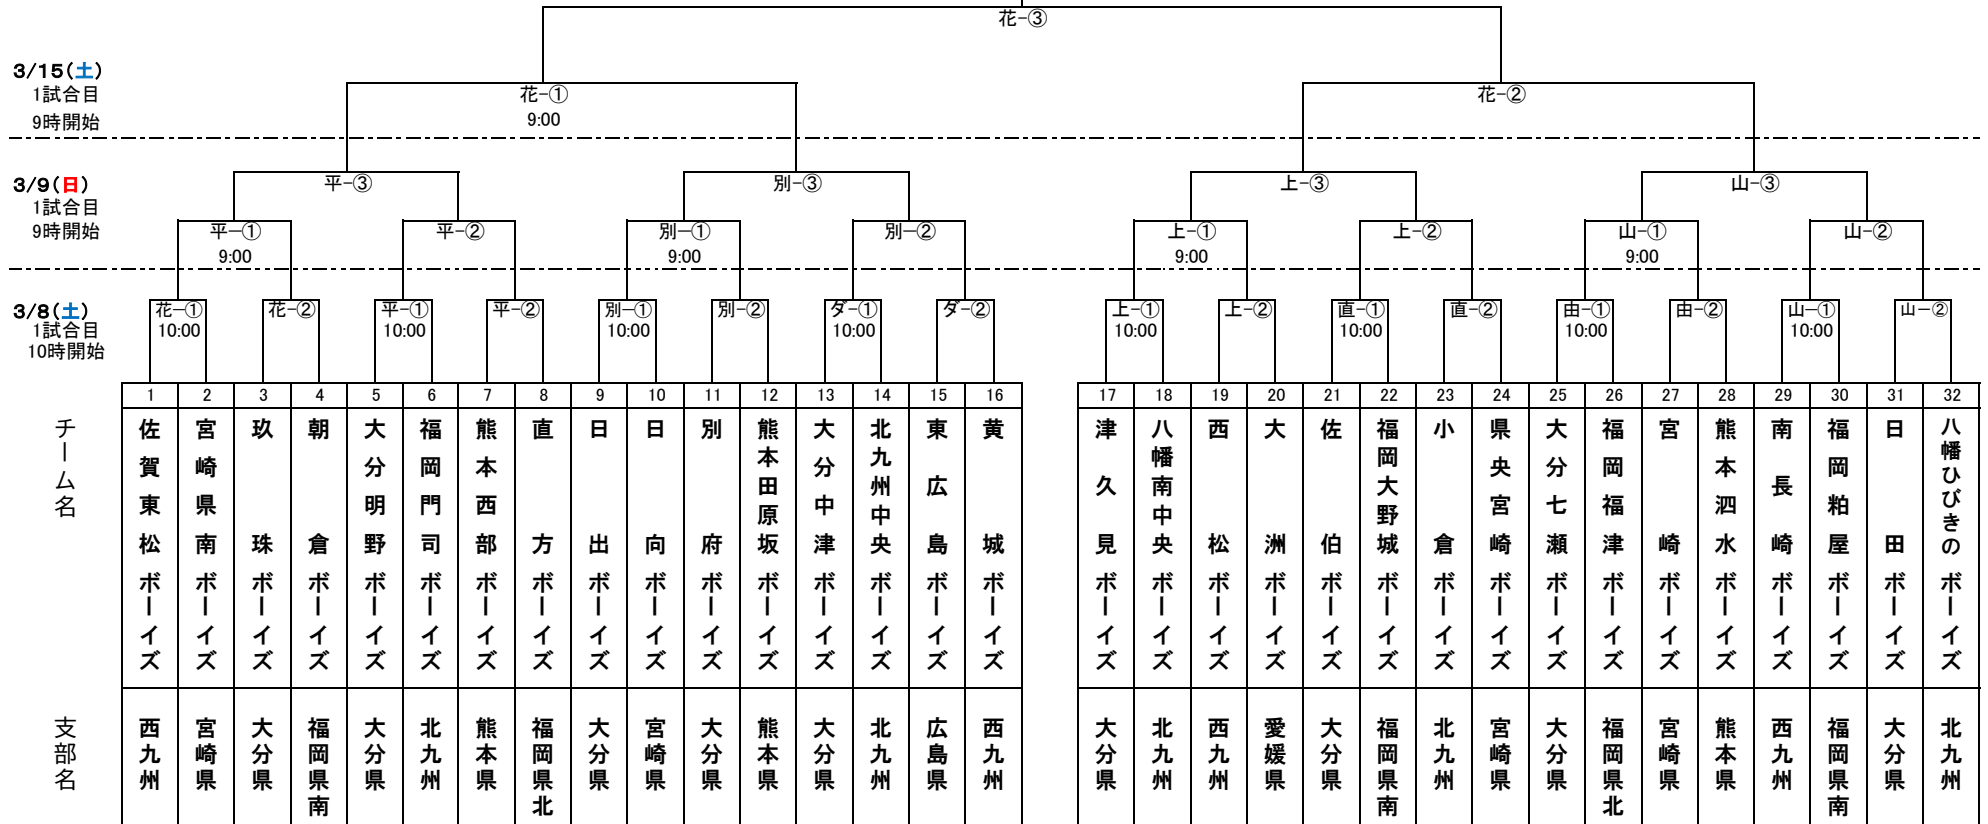 花-③
3/15(土)
1試合目
9時開始
花-①
9:00
花-②
3/9(日)
1試合目
9時開始
平-③
別-③
上-③
山-③
平-①
9:00
平-②
別-①
9:00
別-②
上-①
9:00
上-②
山-①
9:00
山-②
3/8(土)
1試合目
10時開始
花-①
10:00
花-②
平-①
10:00
平-②
別-①
10:00
別-②
ダ-①
10:00
ダ-②
上-①
10:00
上-②
直-①
10:00
直-②
由-①
10:00
由-②
山-①
10:00
山-②
1 2 3 4 5 6 7 8 9 10 11 12 13 14 15 16 17 18 19 20 21 22 23 24 25 26 27 28 29 30 31 32
チーム名
佐賀東松ボーイズ
宮崎県南ボーイズ
玖珠ボーイズ
朝倉ボーイズ
大分明野ボーイズ
福岡門司ボーイズ
熊本西部ボーイズ
直方ボーイズ
日出ボーイズ
日向ボーイズ
別府ボーイズ
熊本田原坂ボーイズ
大分中津ボーイズ
北九州中央ボーイズ
東広島ボーイズ
黄城ボーイズ
津久見ボーイズ
八幡南中央ボーイズ
西松ボーイズ
大洲ボーイズ
佐伯ボーイズ
福岡大野城ボーイズ
小倉ボーイズ
県央宮崎ボーイズ
大分七瀬ボーイズ
福岡福津ボーイズ
宮崎ボーイズ
熊本泗水ボーイズ
南長崎ボーイズ
福岡粕屋ボーイズ
日田ボーイズ
八幡ひびきのボーイズ
支部名
西九州
宮崎県
大分県
福岡県南
大分県
北九州
熊本県
福岡県北
大分県
宮崎県
大分県
熊本県
大分県
北九州
広島県
西九州
大分県
北九州
西九州
愛媛県
大分県
福岡県南
北九州
宮崎県
大分県
福岡県北
宮崎県
熊本県
西九州
福岡県南
大分県
北九州